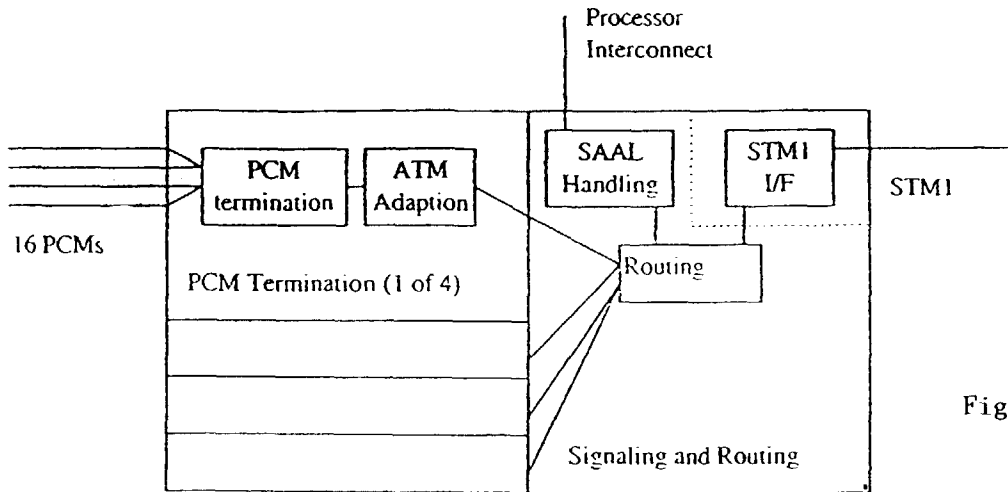 Processor
Interconnect
PCM
termination
ATM
Adaption
SAAL
Handling
STM1
I/F
STM1
16 PCMs
Routing
PCM Termination (1 of 4)
Fig
Signaling and Routing